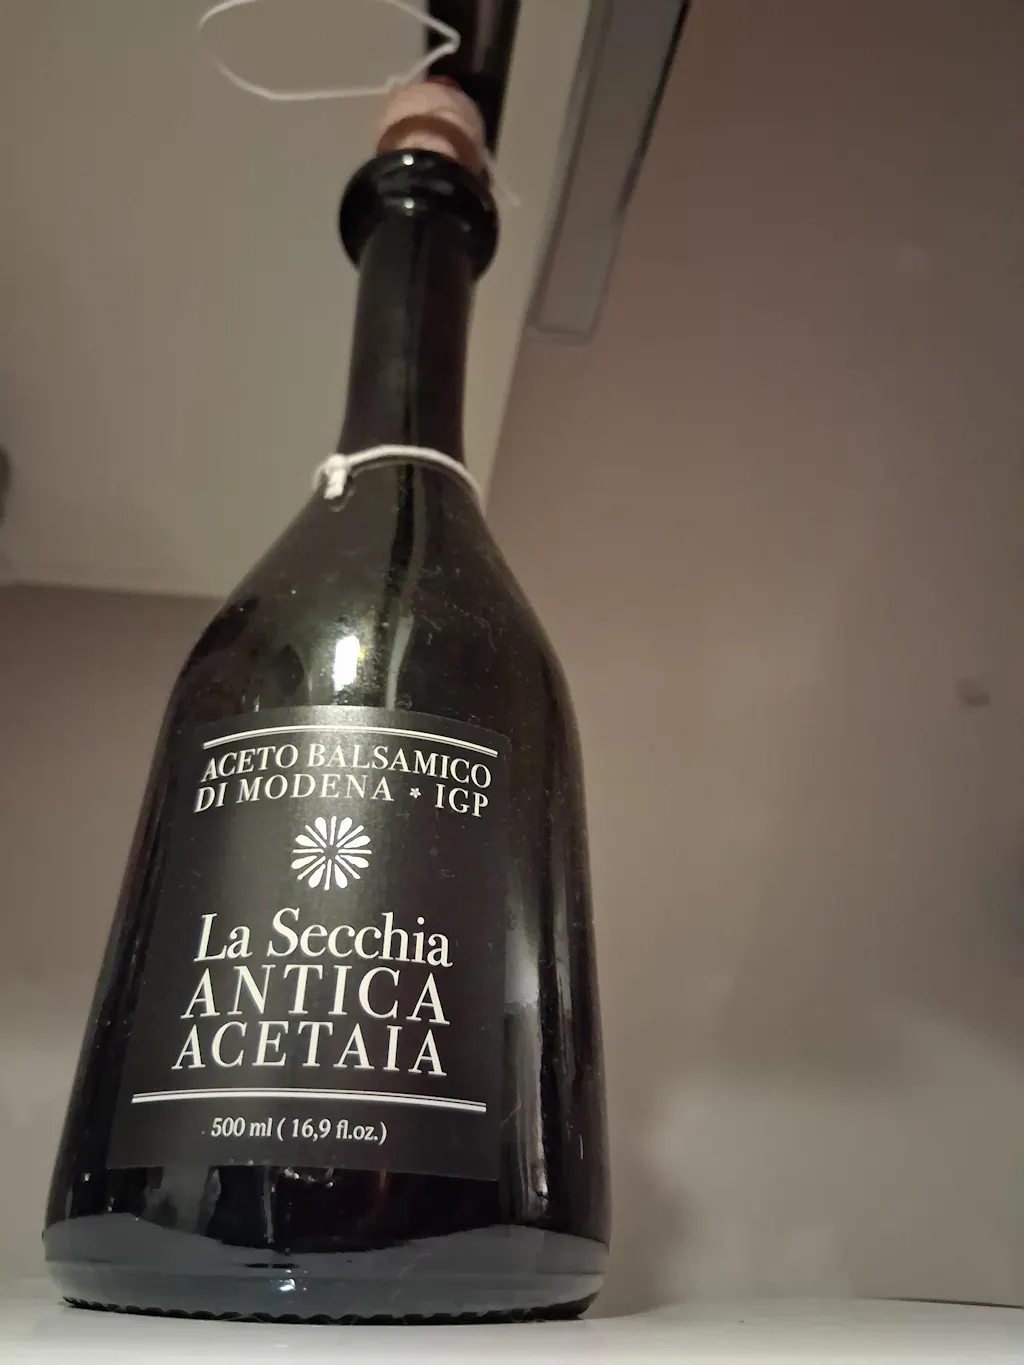 ACETO BALSAMICO
DI MODENA * IGP
La Secchia
ANTICA
ACETAIA
500 ml ( 16,9 fl.oz.)